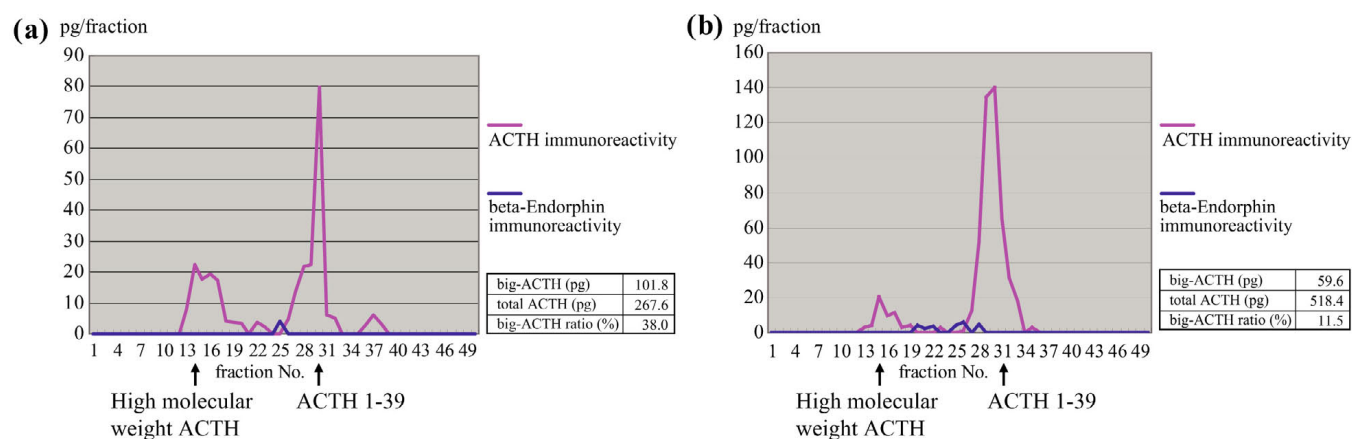 (a)
pg/fraction
90
80
70
60
50
40
30
20
10
0
1 4 7 10 13 16 19 22 25 28 31 34 37 40 43 46 49
fraction No.
High molecular
weight ACTH
ACTH 1-39
ACTH immunoreactivity
beta-Endorphin
immunoreactivity
big-ACTH (pg) 101.8
total ACTH (pg) 267.6
big-ACTH ratio (%) 38.0
(b)
pg/fraction
160
140
120
100
80
60
40
20
0
1 4 7 10 13 16 19 22 25 28 31 34 37 40 43 46 49
fraction No.
High molecular
weight ACTH
ACTH 1-39
ACTH immunoreactivity
beta-Endorphin
immunoreactivity
big-ACTH (pg) 59.6
total ACTH (pg) 518.4
big-ACTH ratio (%) 11.5